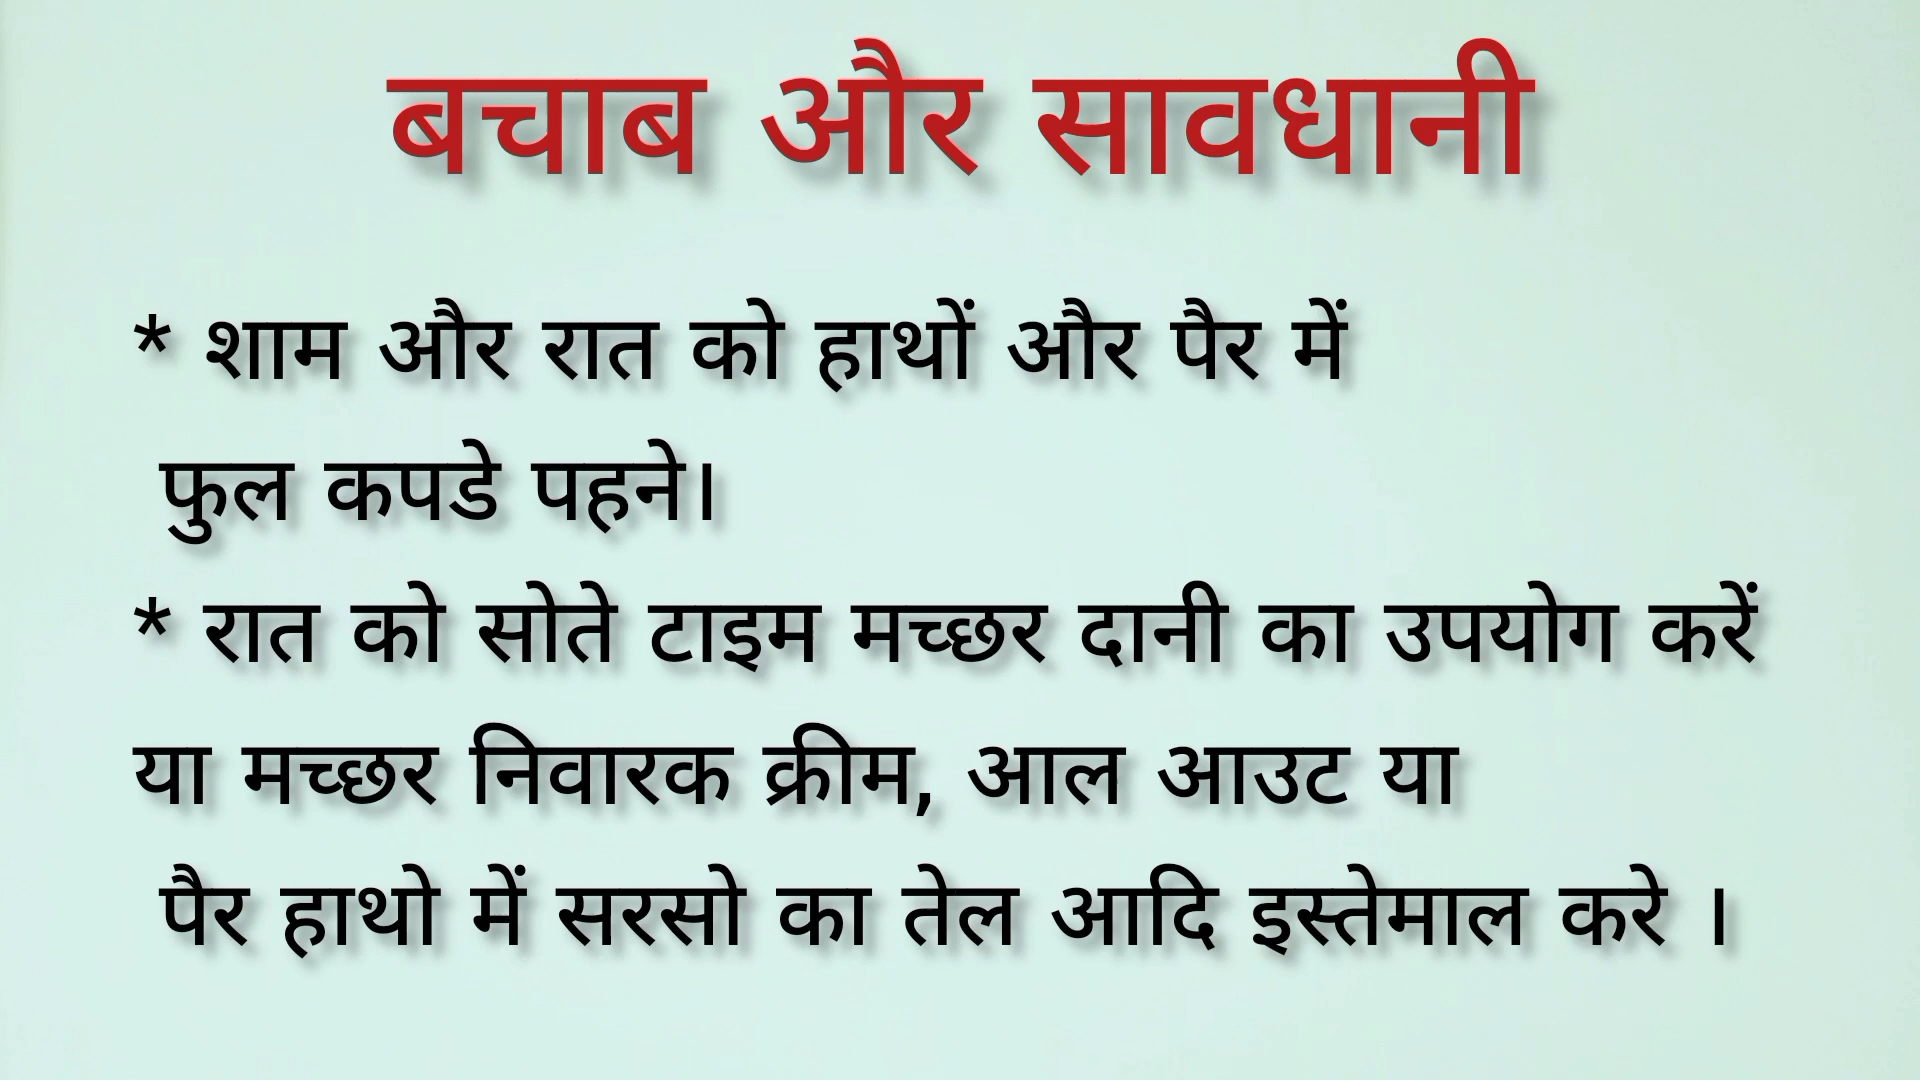 बचाब और सावधानी
* शाम और रात को हाथों और पैर में
फुल कपडे पहने।
* रात को सोते टाइम मच्छर दानी का उपयोग करें
या मच्छर निवारक क्रीम, आल आउट या
पैर हाथो में सरसो का तेल आदि इस्तेमाल करे ।